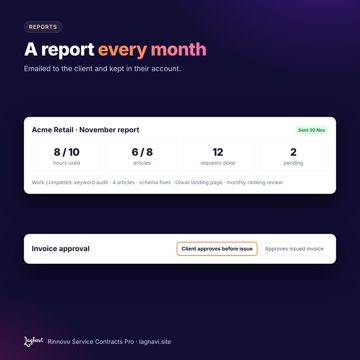 REPORTS
A report every month
Emailed to the client and kept in their account.
Acme Retail · November report
Sent 30 Nov
8 / 10
6 / 8
12
2
hours used
articles
requests done
pending
Work completed: keyword audit · 4 articles · schema fixes · Diwali landing page · monthly ranking review
Invoice approval
Client approves before issue
Approves issued invoice
laghavi
Rinnovo Service Contracts Pro · laghavi.site